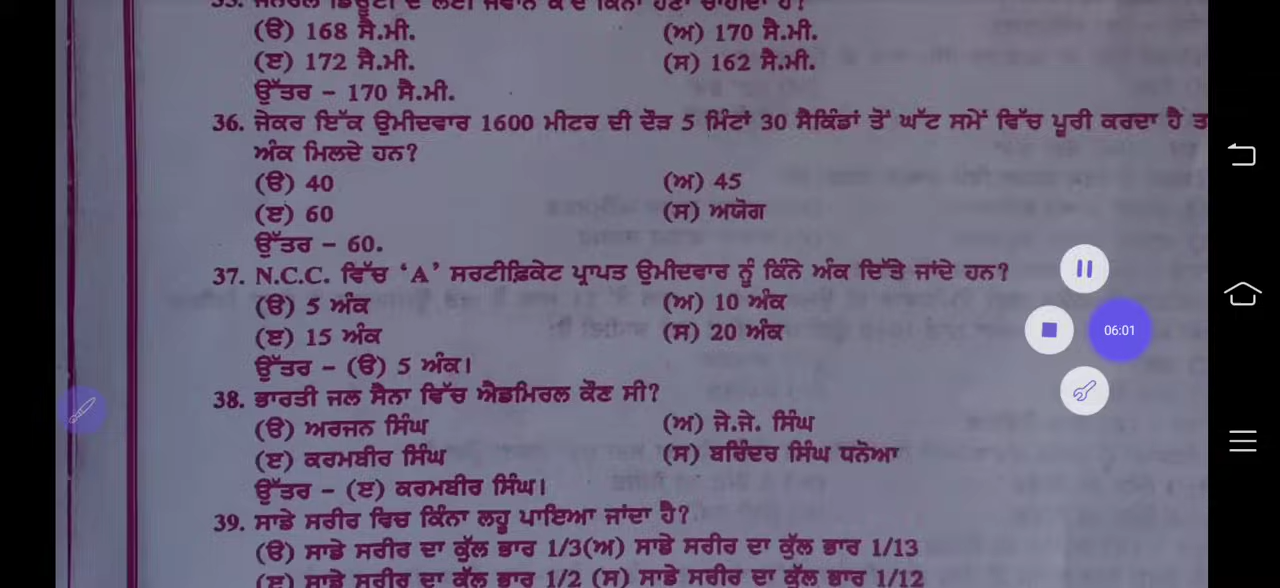 (ੳ) 168 ਸੈ.ਮੀ. (ਅ) 170 ਸੈ.ਮੀ.
(ੲ) 172 ਸੈ.ਮੀ. (ਸ) 162 ਸੈ.ਮੀ.
ਉੱਤਰ – 170 ਸੈ.ਮੀ.
36. ਜੇਕਰ ਇੱਕ ਉਮੀਦਵਾਰ 1600 ਮੀਟਰ ਦੀ ਦੌੜ 5 ਮਿੰਟਾਂ 30 ਸੈਕਿੰਡਾਂ ਤੋਂ ਘੱਟ ਸਮੇਂ ਵਿੱਚ ਪੂਰੀ ਕਰਦਾ ਹੈ
ਅੰਕ ਮਿਲਦੇ ਹਨ?
(ੳ) 40 (ਅ) 45
(ੲ) 60 (ਸ) ਅਯੋਗ
ਉੱਤਰ – 60.
37. N.C.C. ਵਿੱਚ ‘A’ ਸਰਟੀਫ਼ਿਕੇਟ ਪ੍ਰਾਪਤ ਉਮੀਦਵਾਰ ਨੂੰ ਕਿੰਨੇ ਅੰਕ ਦਿੱਤੇ ਜਾਂਦੇ ਹਨ?
(ੳ) 5 ਅੰਕ (ਅ) 10 ਅੰਕ
(ੲ) 15 ਅੰਕ (ਸ) 20 ਅੰਕ
ਉੱਤਰ – (ੳ) 5 ਅੰਕ।
38. ਭਾਰਤੀ ਜਲ ਸੈਨਾ ਵਿੱਚ ਐਡਮਿਰਲ ਕੌਣ ਸੀ?
(ੳ) ਅਰਜਨ ਸਿੰਘ (ਅ) ਜੇ.ਜੇ. ਸਿੰਘ
(ੲ) ਕਰਮਬੀਰ ਸਿੰਘ (ਸ) ਬਰਿੰਦਰ ਸਿੰਘ ਧਨੋਆ
ਉੱਤਰ – (ੲ) ਕਰਮਬੀਰ ਸਿੰਘ।
39. ਸਾਡੇ ਸਰੀਰ ਵਿਚ ਕਿੰਨਾ ਲਹੂ ਪਾਇਆ ਜਾਂਦਾ ਹੈ?
(ੳ) ਸਾਡੇ ਸਰੀਰ ਦਾ ਕੁੱਲ ਭਾਰ 1/3(ਅ) ਸਾਡੇ ਸਰੀਰ ਦਾ ਕੁੱਲ ਭਾਰ 1/13
(ੲ) ਸਾਡੇ ਸਰੀਰ ਦਾ ਕੁੱਲ ਭਾਰ 1/2 (ਸ) ਸਾਡੇ ਸਰੀਰ ਦਾ ਕੁੱਲ ਭਾਰ 1/12
06:01